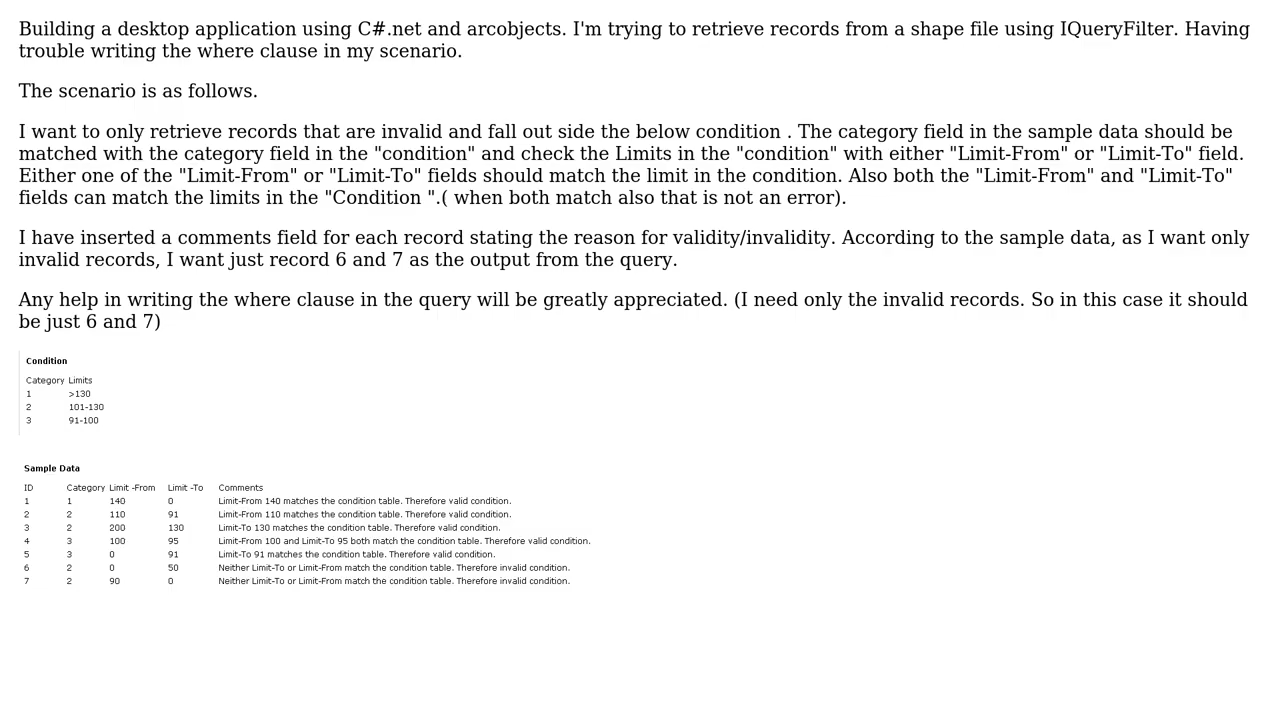 Building a desktop application using C#.net and arcobjects. I'm trying to retrieve records from a shape file using IQueryFilter. Having
trouble writing the where clause in my scenario.
The scenario is as follows.
I want to only retrieve records that are invalid and fall out side the below condition . The category field in the sample data should be
matched with the category field in the "condition" and check the Limits in the "condition" with either "Limit-From" or "Limit-To" field.
Either one of the "Limit-From" or "Limit-To" fields should match the limit in the condition. Also both the "Limit-From" and "Limit-To"
fields can match the limits in the "Condition ".( when both match also that is not an error).
I have inserted a comments field for each record stating the reason for validity/invalidity. According to the sample data, as I want only
invalid records, I want just record 6 and 7 as the output from the query.
Any help in writing the where clause in the query will be greatly appreciated. (I need only the invalid records. So in this case it should
be just 6 and 7)
Condition
Category Limits
1 >130
2 101-130
3 91-100
Sample Data
ID Category Limit -From Limit -To Comments
1 1 140 0 Limit-From 140 matches the condition table. Therefore valid condition.
2 2 110 91 Limit-From 110 matches the condition table. Therefore valid condition.
3 2 200 130 Limit-To 130 matches the condition table. Therefore valid condition.
4 3 100 95 Limit-From 100 and Limit-To 95 both match the condition table. Therefore valid condition.
5 3 0 91 Limit-To 91 matches the condition table. Therefore valid condition.
6 2 0 50 Neither Limit-To or Limit-From match the condition table. Therefore invalid condition.
7 2 90 0 Neither Limit-To or Limit-From match the condition table. Therefore invalid condition.